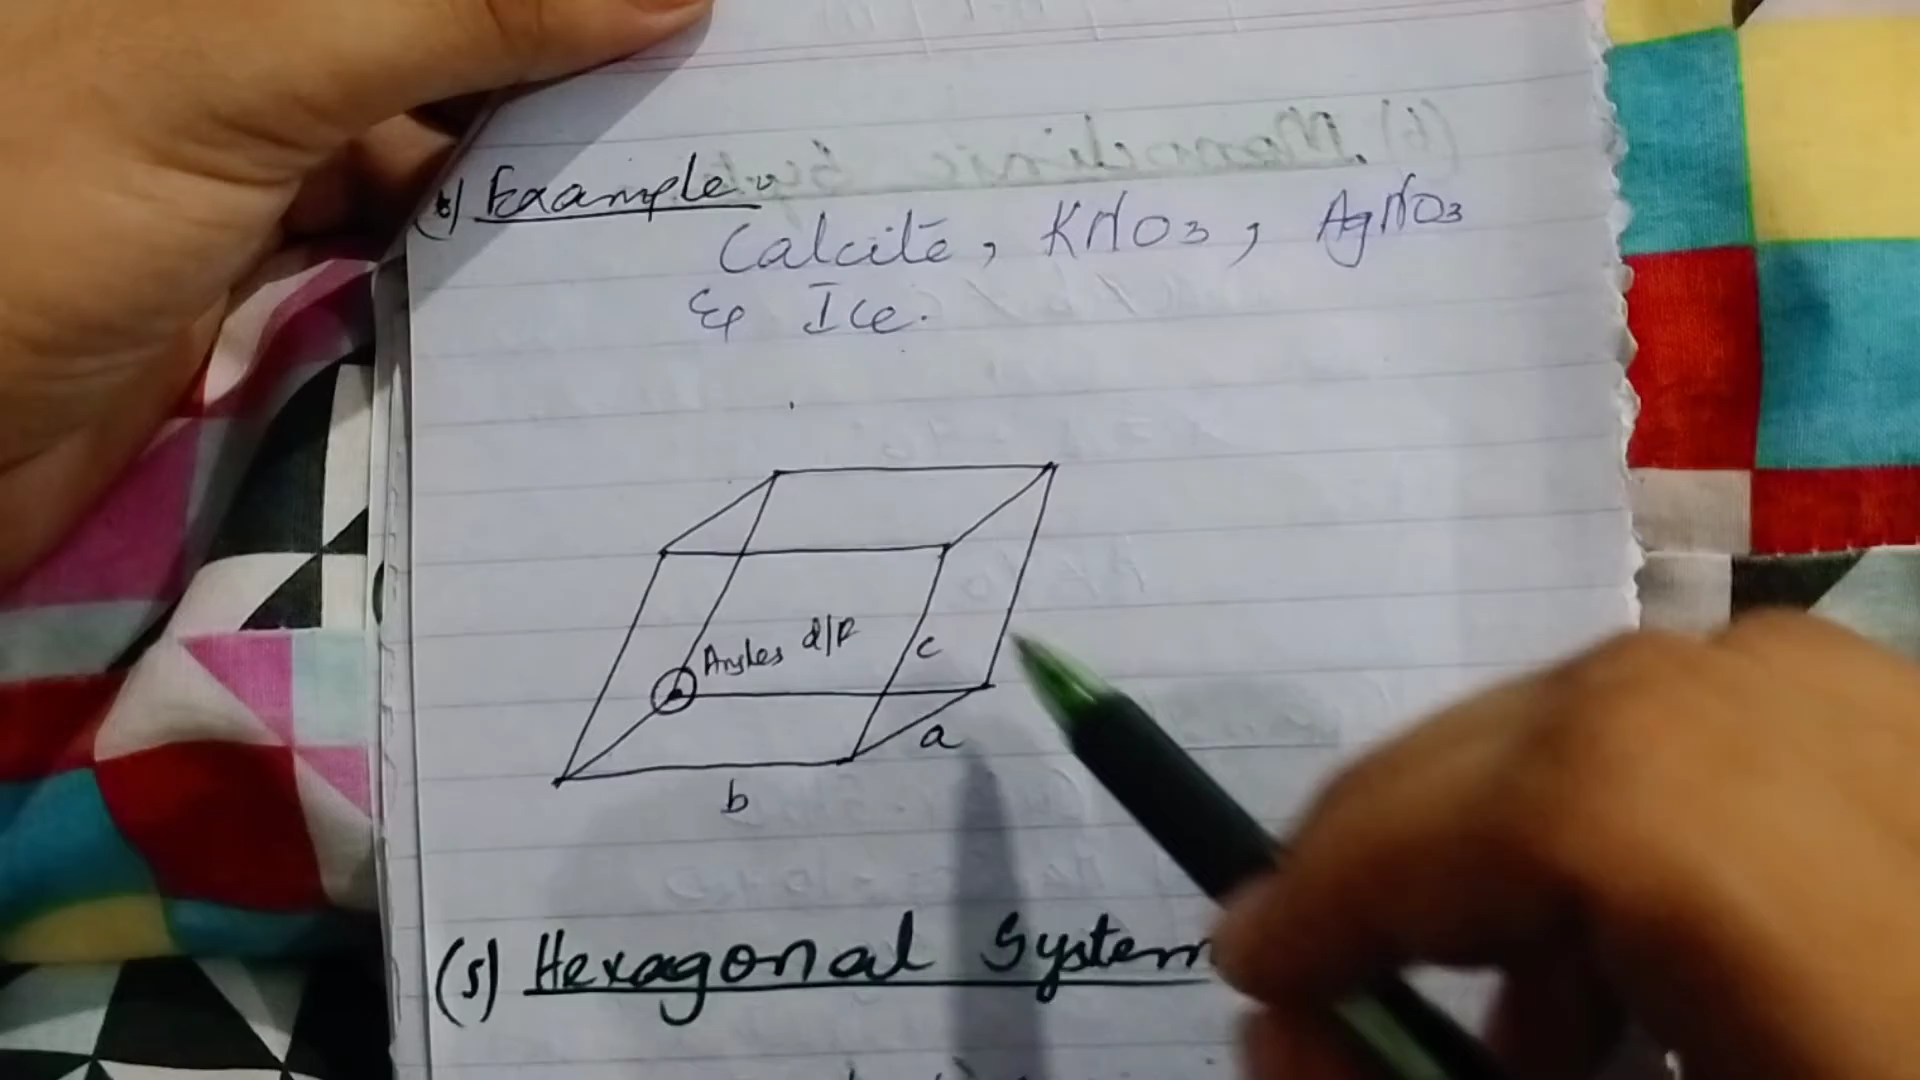 Example :
Calcite, KNO3, AgNO3
& Ice.
Angles d/f
c
a
b
(5) Hexagonal System